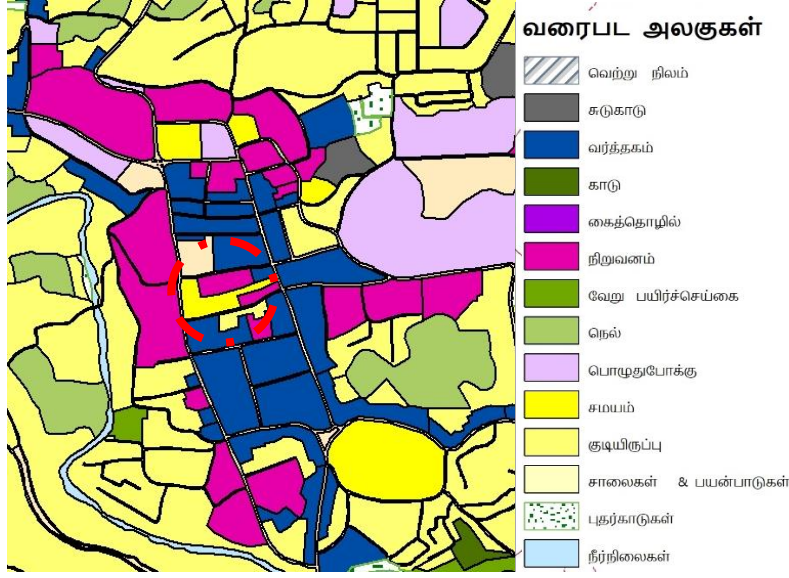 வரைபட அலகுகள்
வெற்று நிலம்
சுடுகாடு
வர்த்தகம்
காடு
கைத்தொழில்
நிறுவனம்
வேறு பயிர்ச்செய்கை
நெல்
பொழுதுபோக்கு
சமயம்
குடியிருப்பு
சாலைகள் & பயன்பாடுகள்
புதர்காடுகள்
நீர்நிலைகள்